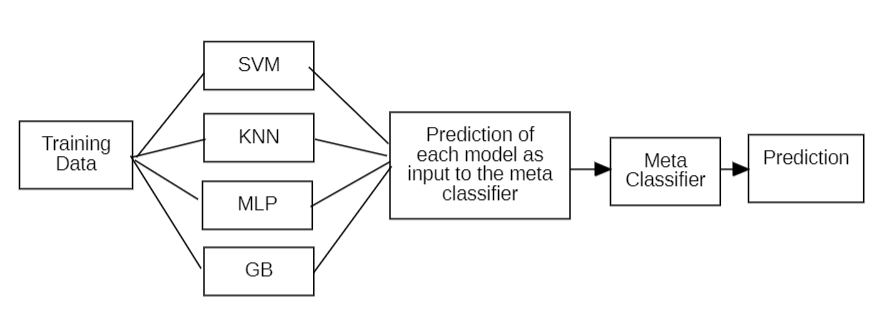 Training
Data
SVM
KNN
MLP
GB
Prediction of
each model as
input to the meta
classifier
Meta
Classifier
Prediction